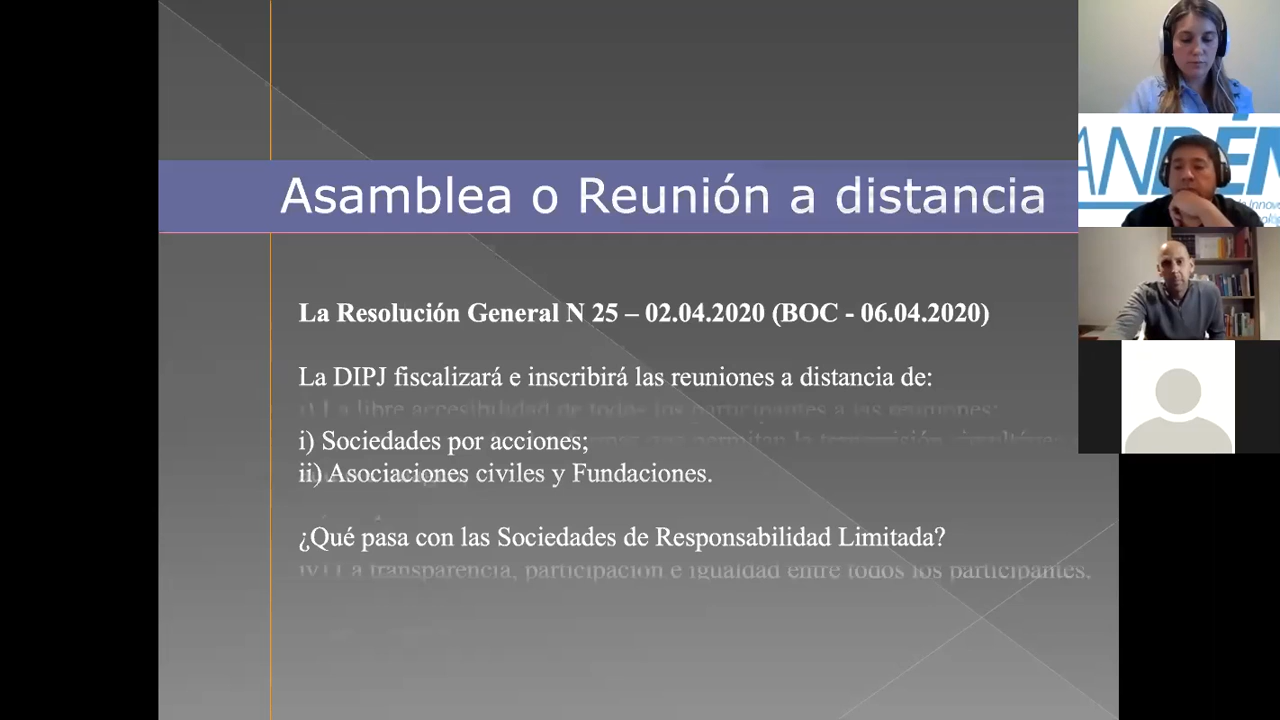 Asamblea o Reunión a distancia
La Resolución General N 25 – 02.04.2020 (BOC - 06.04.2020)
La DIPJ fiscalizará e inscribirá las reuniones a distancia de:
i) La libre accesibilidad de todas los participantes a las reuniones;
i) Sociedades por acciones;
ii) Asociaciones civiles y Fundaciones.
¿Qué pasa con las Sociedades de Responsabilidad Limitada?
iv) La transparencia, participación e igualdad entre todos los participantes.